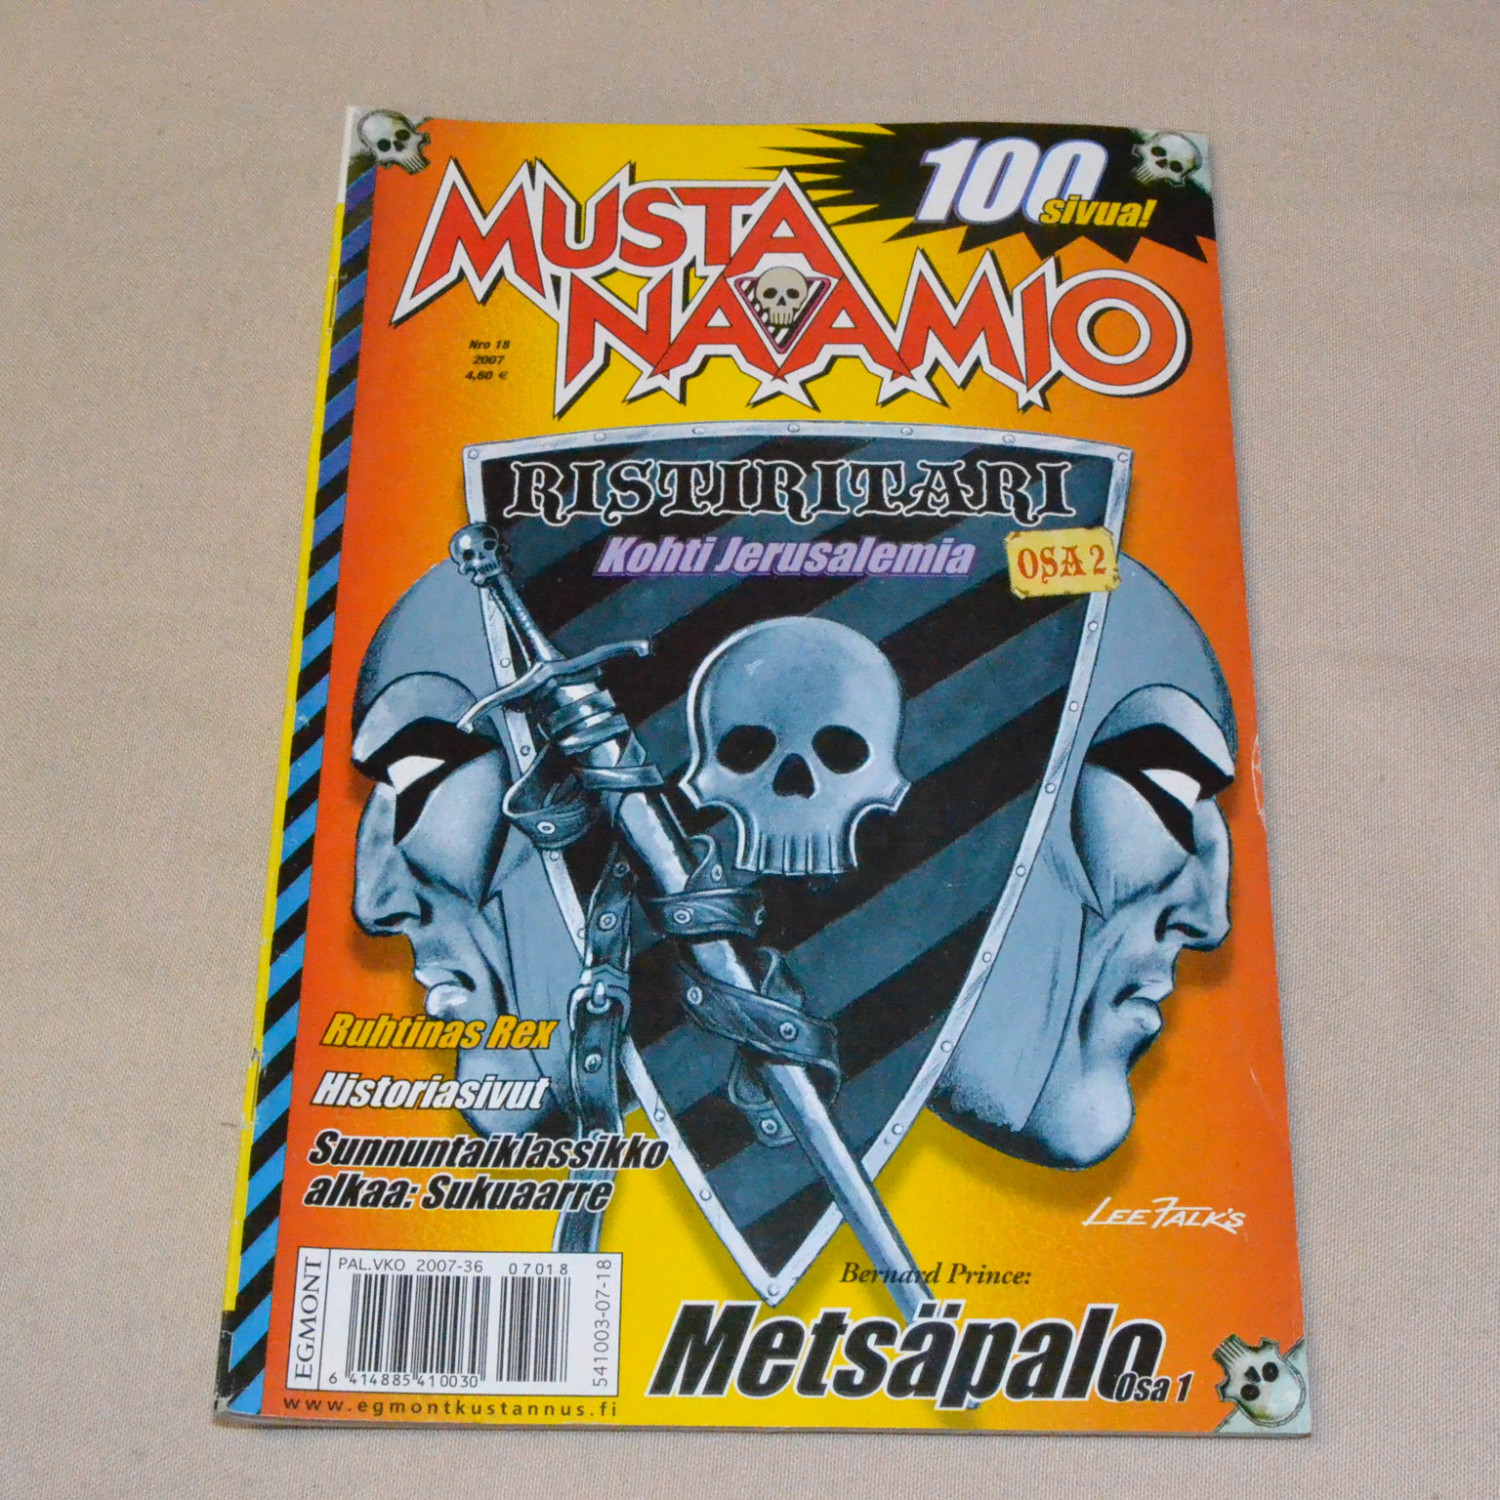 100
sivua!
MUSTA
NAAMIO
Nro 18
2007
4,60 €
RISTIRITARI
Kohti Jerusalemia
OSA 2
Ruhtinas Rex
Historiasivut
Sunnuntaiklassikko
alkaa: Sukuaarre
LEE FALK'S
Bernard Prince:
Metsäpalo
Osa 1
EGMONT
PAL.VKO 2007-36
07018
6 414885 410030
541003-07-18
www.egmontkustannus.fi